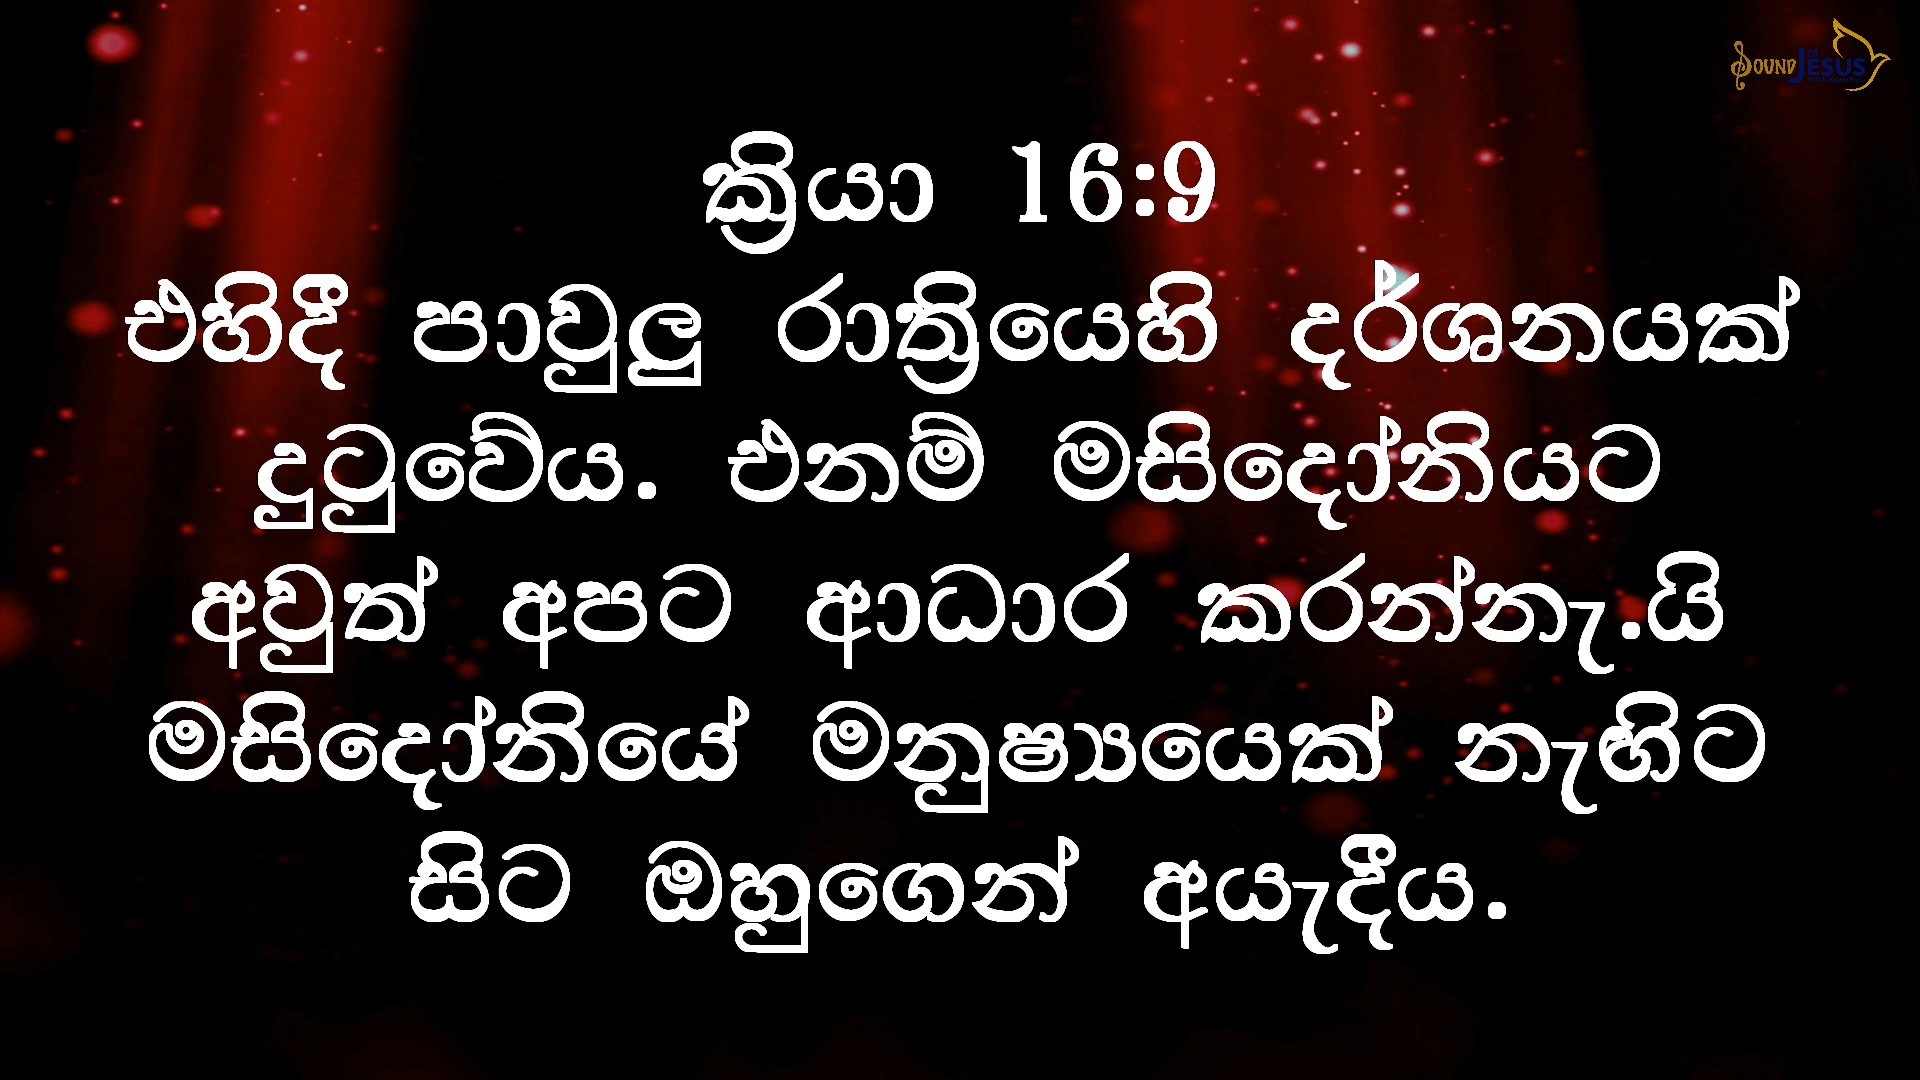 SOUND of JESUS
ක්‍රියා 16:9
එහිදී පාවුලු රාත්‍රියෙහි දර්ශනයක්
දුටුවේය. එනම් මසිදෝනියට
අවුත් අපට ආධාර කරන්නැ.යි
මසිදෝනියේ මනුෂ්‍යයෙක් නැඟිට
සිට ඔහුගෙන් අයැදීය.